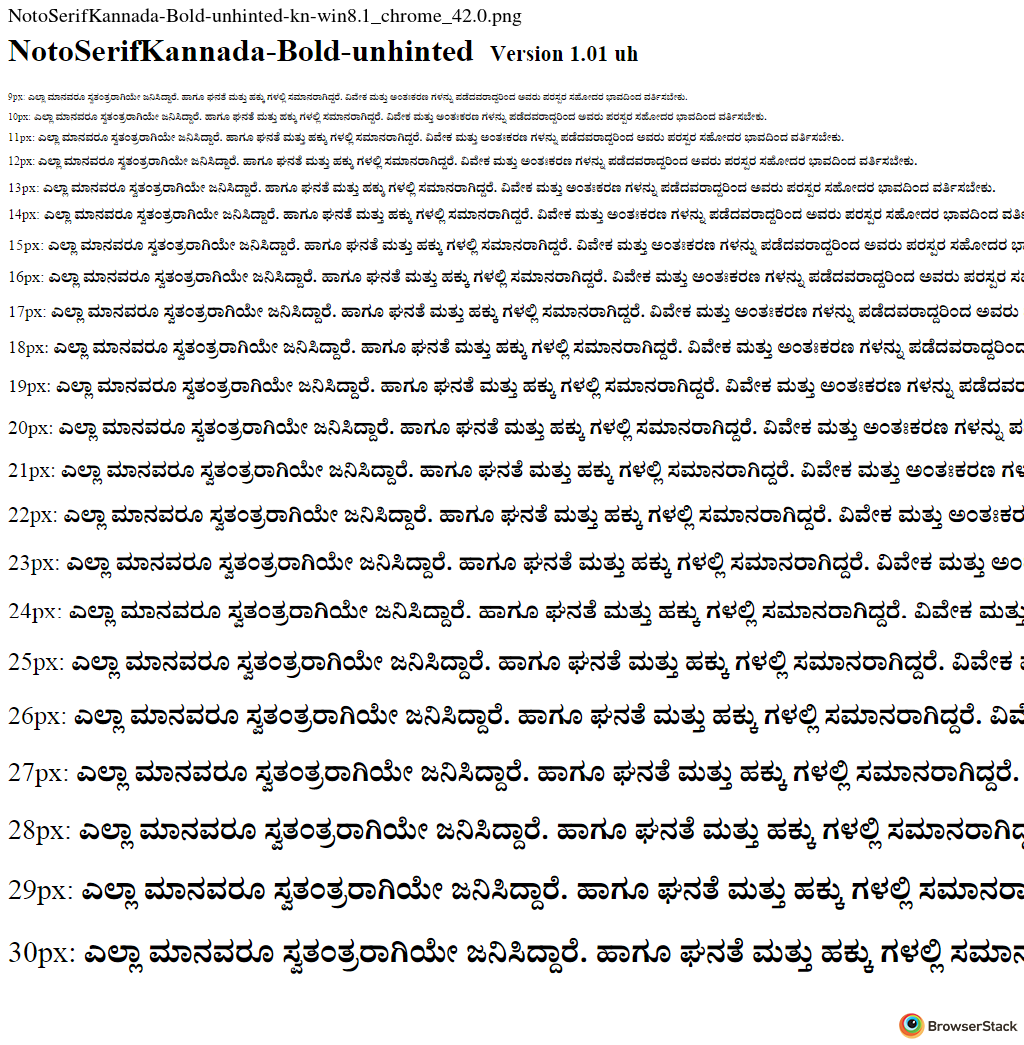 NotoSerifKannada-Bold-unhinted-kn-win8.1_chrome_42.0.png
NotoSerifKannada-Bold-unhinted Version 1.01 uh
9px: ಎಲ್ಲಾ ಮಾನವರೂ ಸ್ವತಂತ್ರರಾಗಿಯೇ ಜನಿಸಿದ್ದಾರೆ. ಹಾಗೂ ಘನತೆ ಮತ್ತು ಹಕ್ಕು ಗಳಲ್ಲಿ ಸಮಾನರಾಗಿದ್ದರೆ. ವಿವೇಕ ಮತ್ತು ಅಂತಃಕರಣ ಗಳನ್ನು ಪಡೆದವರಾದ್ದರಿಂದ ಅವರು ಪರಸ್ಪರ ಸಹೋದರ ಭಾವದಿಂದ ವರ್ತಿಸಬೇಕು.
10px: ಎಲ್ಲಾ ಮಾನವರೂ ಸ್ವತಂತ್ರರಾಗಿಯೇ ಜನಿಸಿದ್ದಾರೆ. ಹಾಗೂ ಘನತೆ ಮತ್ತು ಹಕ್ಕು ಗಳಲ್ಲಿ ಸಮಾನರಾಗಿದ್ದರೆ. ವಿವೇಕ ಮತ್ತು ಅಂತಃಕರಣ ಗಳನ್ನು ಪಡೆದವರಾದ್ದರಿಂದ ಅವರು ಪರಸ್ಪರ ಸಹೋದರ ಭಾವದಿಂದ ವರ್ತಿಸಬೇಕು.
11px: ಎಲ್ಲಾ ಮಾನವರೂ ಸ್ವತಂತ್ರರಾಗಿಯೇ ಜನಿಸಿದ್ದಾರೆ. ಹಾಗೂ ಘನತೆ ಮತ್ತು ಹಕ್ಕು ಗಳಲ್ಲಿ ಸಮಾನರಾಗಿದ್ದರೆ. ವಿವೇಕ ಮತ್ತು ಅಂತಃಕರಣ ಗಳನ್ನು ಪಡೆದವರಾದ್ದರಿಂದ ಅವರು ಪರಸ್ಪರ ಸಹೋದರ ಭಾವದಿಂದ ವರ್ತಿಸಬೇಕು.
12px: ಎಲ್ಲಾ ಮಾನವರೂ ಸ್ವತಂತ್ರರಾಗಿಯೇ ಜನಿಸಿದ್ದಾರೆ. ಹಾಗೂ ಘನತೆ ಮತ್ತು ಹಕ್ಕು ಗಳಲ್ಲಿ ಸಮಾನರಾಗಿದ್ದರೆ. ವಿವೇಕ ಮತ್ತು ಅಂತಃಕರಣ ಗಳನ್ನು ಪಡೆದವರಾದ್ದರಿಂದ ಅವರು ಪರಸ್ಪರ ಸಹೋದರ ಭಾವದಿಂದ ವರ್ತಿಸಬೇಕು.
13px: ಎಲ್ಲಾ ಮಾನವರೂ ಸ್ವತಂತ್ರರಾಗಿಯೇ ಜನಿಸಿದ್ದಾರೆ. ಹಾಗೂ ಘನತೆ ಮತ್ತು ಹಕ್ಕು ಗಳಲ್ಲಿ ಸಮಾನರಾಗಿದ್ದರೆ. ವಿವೇಕ ಮತ್ತು ಅಂತಃಕರಣ ಗಳನ್ನು ಪಡೆದವರಾದ್ದರಿಂದ ಅವರು ಪರಸ್ಪರ ಸಹೋದರ ಭಾವದಿಂದ ವರ್ತಿಸಬೇಕು.
14px: ಎಲ್ಲಾ ಮಾನವರೂ ಸ್ವತಂತ್ರರಾಗಿಯೇ ಜನಿಸಿದ್ದಾರೆ. ಹಾಗೂ ಘನತೆ ಮತ್ತು ಹಕ್ಕು ಗಳಲ್ಲಿ ಸಮಾನರಾಗಿದ್ದರೆ. ವಿವೇಕ ಮತ್ತು ಅಂತಃಕರಣ ಗಳನ್ನು ಪಡೆದವರಾದ್ದರಿಂದ ಅವರು ಪರಸ್ಪರ ಸಹೋದರ ಭಾವದಿಂದ
15px: ಎಲ್ಲಾ ಮಾನವರೂ ಸ್ವತಂತ್ರರಾಗಿಯೇ ಜನಿಸಿದ್ದಾರೆ. ಹಾಗೂ ಘನತೆ ಮತ್ತು ಹಕ್ಕು ಗಳಲ್ಲಿ ಸಮಾನರಾಗಿದ್ದರೆ. ವಿವೇಕ ಮತ್ತು ಅಂತಃಕರಣ ಗಳನ್ನು ಪಡೆದವರಾದ್ದರಿಂದ ಅವರು ಪರಸ್ಪರ ಸಹೋದರ
16px: ಎಲ್ಲಾ ಮಾನವರೂ ಸ್ವತಂತ್ರರಾಗಿಯೇ ಜನಿಸಿದ್ದಾರೆ. ಹಾಗೂ ಘನತೆ ಮತ್ತು ಹಕ್ಕು ಗಳಲ್ಲಿ ಸಮಾನರಾಗಿದ್ದರೆ. ವಿವೇಕ ಮತ್ತು ಅಂತಃಕರಣ ಗಳನ್ನು ಪಡೆದವರಾದ್ದರಿಂದ ಅವರು ಪರಸ್ಪರ
17px: ಎಲ್ಲಾ ಮಾನವರೂ ಸ್ವತಂತ್ರರಾಗಿಯೇ ಜನಿಸಿದ್ದಾರೆ. ಹಾಗೂ ಘನತೆ ಮತ್ತು ಹಕ್ಕು ಗಳಲ್ಲಿ ಸಮಾನರಾಗಿದ್ದರೆ. ವಿವೇಕ ಮತ್ತು ಅಂತಃಕರಣ ಗಳನ್ನು ಪಡೆದವರಾದ್ದರಿಂದ ಅವರು
18px: ಎಲ್ಲಾ ಮಾನವರೂ ಸ್ವತಂತ್ರರಾಗಿಯೇ ಜನಿಸಿದ್ದಾರೆ. ಹಾಗೂ ಘನತೆ ಮತ್ತು ಹಕ್ಕು ಗಳಲ್ಲಿ ಸಮಾನರಾಗಿದ್ದರೆ. ವಿವೇಕ ಮತ್ತು ಅಂತಃಕರಣ ಗಳನ್ನು ಪಡೆದವರಾದ್ದರಿಂದ
19px: ಎಲ್ಲಾ ಮಾನವರೂ ಸ್ವತಂತ್ರರಾಗಿಯೇ ಜನಿಸಿದ್ದಾರೆ. ಹಾಗೂ ಘನತೆ ಮತ್ತು ಹಕ್ಕು ಗಳಲ್ಲಿ ಸಮಾನರಾಗಿದ್ದರೆ. ವಿವೇಕ ಮತ್ತು ಅಂತಃಕರಣ ಗಳನ್ನು ಪಡೆದವರ
20px: ಎಲ್ಲಾ ಮಾನವರೂ ಸ್ವತಂತ್ರರಾಗಿಯೇ ಜನಿಸಿದ್ದಾರೆ. ಹಾಗೂ ಘನತೆ ಮತ್ತು ಹಕ್ಕು ಗಳಲ್ಲಿ ಸಮಾನರಾಗಿದ್ದರೆ. ವಿವೇಕ ಮತ್ತು ಅಂತಃಕರಣ ಗಳನ್ನು ಪ
21px: ಎಲ್ಲಾ ಮಾನವರೂ ಸ್ವತಂತ್ರರಾಗಿಯೇ ಜನಿಸಿದ್ದಾರೆ. ಹಾಗೂ ಘನತೆ ಮತ್ತು ಹಕ್ಕು ಗಳಲ್ಲಿ ಸಮಾನರಾಗಿದ್ದರೆ. ವಿವೇಕ ಮತ್ತು ಅಂತಃಕರಣ ಗಳ
22px: ಎಲ್ಲಾ ಮಾನವರೂ ಸ್ವತಂತ್ರರಾಗಿಯೇ ಜನಿಸಿದ್ದಾರೆ. ಹಾಗೂ ಘನತೆ ಮತ್ತು ಹಕ್ಕು ಗಳಲ್ಲಿ ಸಮಾನರಾಗಿದ್ದರೆ. ವಿವೇಕ ಮತ್ತು ಅಂತಃಕರ
23px: ಎಲ್ಲಾ ಮಾನವರೂ ಸ್ವತಂತ್ರರಾಗಿಯೇ ಜನಿಸಿದ್ದಾರೆ. ಹಾಗೂ ಘನತೆ ಮತ್ತು ಹಕ್ಕು ಗಳಲ್ಲಿ ಸಮಾನರಾಗಿದ್ದರೆ. ವಿವೇಕ ಮತ್ತು ಅಂ
24px: ಎಲ್ಲಾ ಮಾನವರೂ ಸ್ವತಂತ್ರರಾಗಿಯೇ ಜನಿಸಿದ್ದಾರೆ. ಹಾಗೂ ಘನತೆ ಮತ್ತು ಹಕ್ಕು ಗಳಲ್ಲಿ ಸಮಾನರಾಗಿದ್ದರೆ. ವಿವೇಕ ಮತ್ತು
25px: ಎಲ್ಲಾ ಮಾನವರೂ ಸ್ವತಂತ್ರರಾಗಿಯೇ ಜನಿಸಿದ್ದಾರೆ. ಹಾಗೂ ಘನತೆ ಮತ್ತು ಹಕ್ಕು ಗಳಲ್ಲಿ ಸಮಾನರಾಗಿದ್ದರೆ. ವಿವೇಕ
26px: ಎಲ್ಲಾ ಮಾನವರೂ ಸ್ವತಂತ್ರರಾಗಿಯೇ ಜನಿಸಿದ್ದಾರೆ. ಹಾಗೂ ಘನತೆ ಮತ್ತು ಹಕ್ಕು ಗಳಲ್ಲಿ ಸಮಾನರಾಗಿದ್ದರೆ. ವಿವೇ
27px: ಎಲ್ಲಾ ಮಾನವರೂ ಸ್ವತಂತ್ರರಾಗಿಯೇ ಜನಿಸಿದ್ದಾರೆ. ಹಾಗೂ ಘನತೆ ಮತ್ತು ಹಕ್ಕು ಗಳಲ್ಲಿ ಸಮಾನರಾಗಿದ್ದರೆ.
28px: ಎಲ್ಲಾ ಮಾನವರೂ ಸ್ವತಂತ್ರರಾಗಿಯೇ ಜನಿಸಿದ್ದಾರೆ. ಹಾಗೂ ಘನತೆ ಮತ್ತು ಹಕ್ಕು ಗಳಲ್ಲಿ ಸಮಾನರಾಗಿದ್ದ
29px: ಎಲ್ಲಾ ಮಾನವರೂ ಸ್ವತಂತ್ರರಾಗಿಯೇ ಜನಿಸಿದ್ದಾರೆ. ಹಾಗೂ ಘನತೆ ಮತ್ತು ಹಕ್ಕು ಗಳಲ್ಲಿ ಸಮಾನರಾ
30px: ಎಲ್ಲಾ ಮಾನವರೂ ಸ್ವತಂತ್ರರಾಗಿಯೇ ಜನಿಸಿದ್ದಾರೆ. ಹಾಗೂ ಘನತೆ ಮತ್ತು ಹಕ್ಕು ಗಳಲ್ಲಿ ಸಮಾನ
BrowserStack